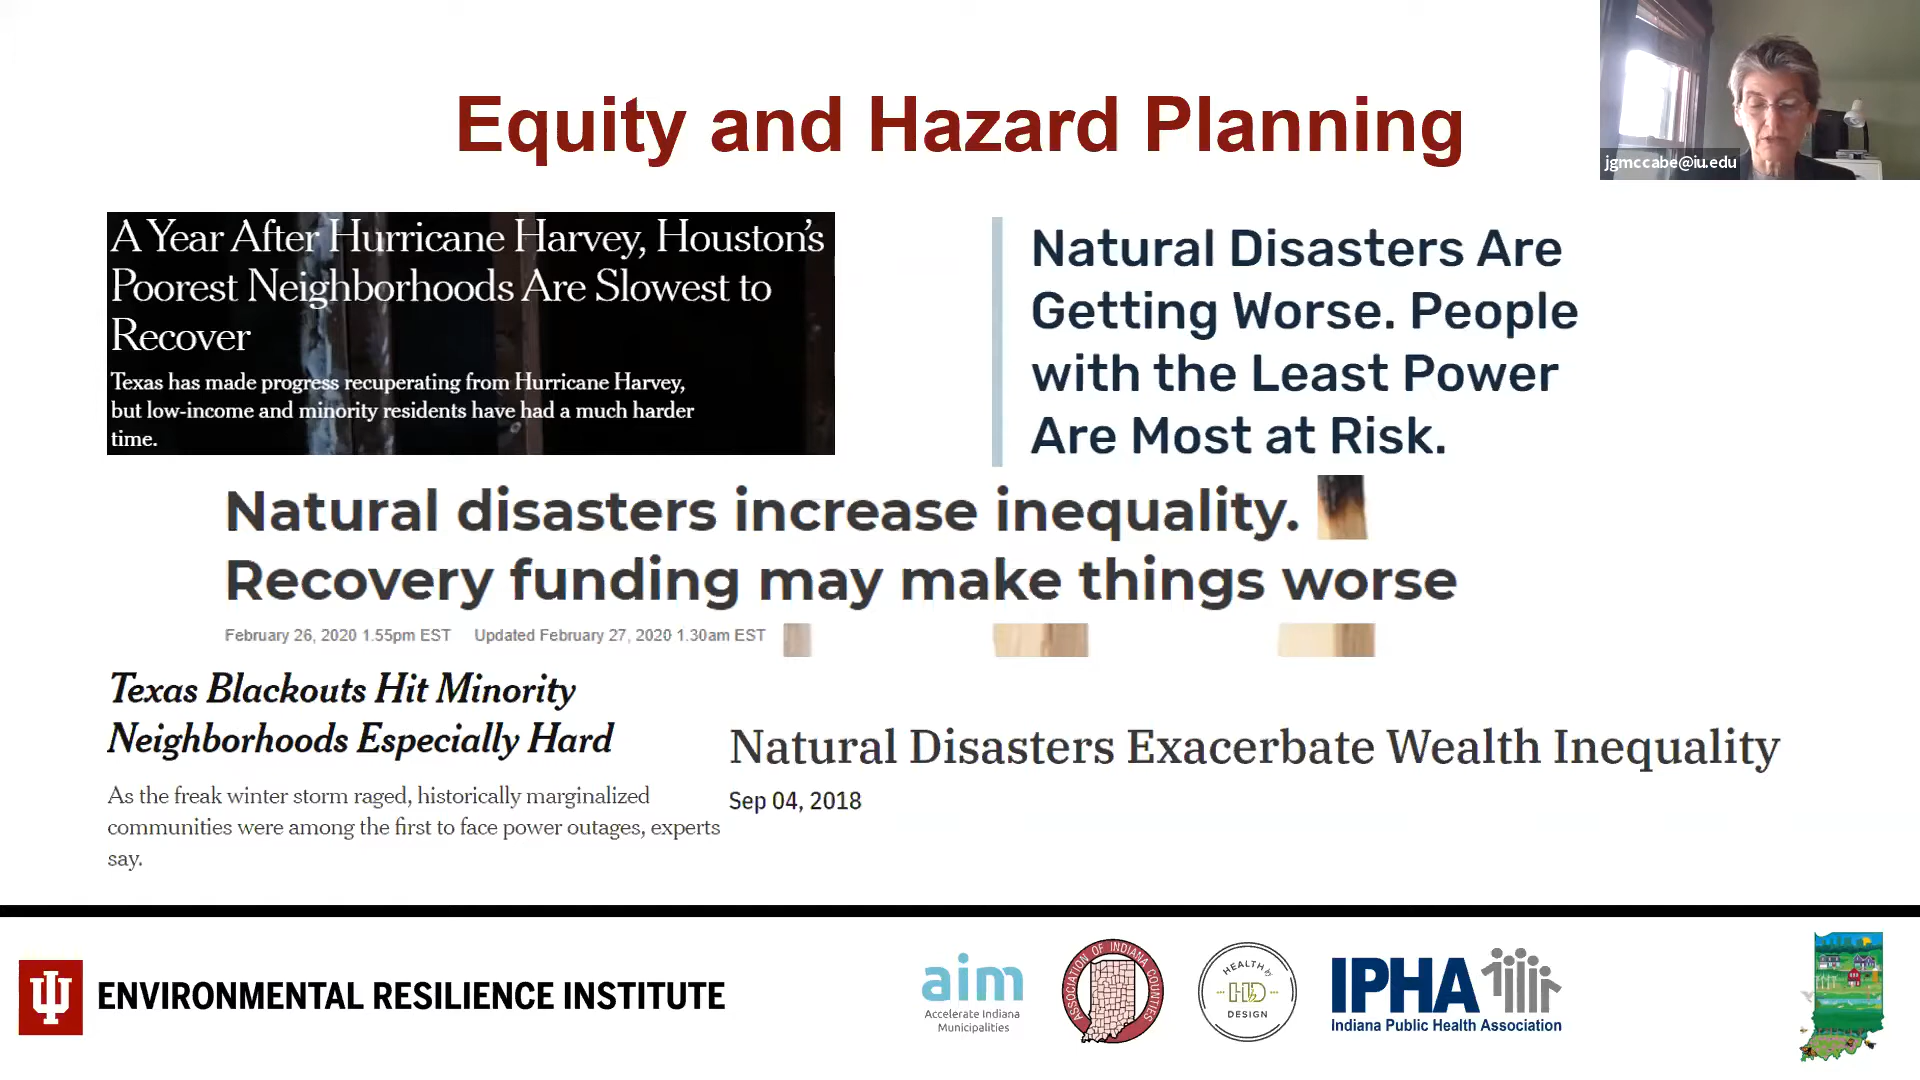 Equity and Hazard Planning
jgmccabe@iu.edu
A Year After Hurricane Harvey, Houston's
Poorest Neighborhoods Are Slowest to
Recover
Texas has made progress recuperating from Hurricane Harvey,
but low-income and minority residents have had a much harder
time.
Natural Disasters Are
Getting Worse. People
with the Least Power
Are Most at Risk.
Natural disasters increase inequality.
Recovery funding may make things worse
February 26, 2020 1.55pm EST Updated February 27, 2020 1.30am EST
Texas Blackouts Hit Minority
Neighborhoods Especially Hard
As the freak winter storm raged, historically marginalized
communities were among the first to face power outages, experts
say.
Natural Disasters Exacerbate Wealth Inequality
Sep 04, 2018
ENVIRONMENTAL RESILIENCE INSTITUTE
aim
Accelerate Indiana
Municipalities
ASSOCIATION OF INDIANA COUNTIES
HEALTH by
HD
DESIGN
IPHA
Indiana Public Health Association